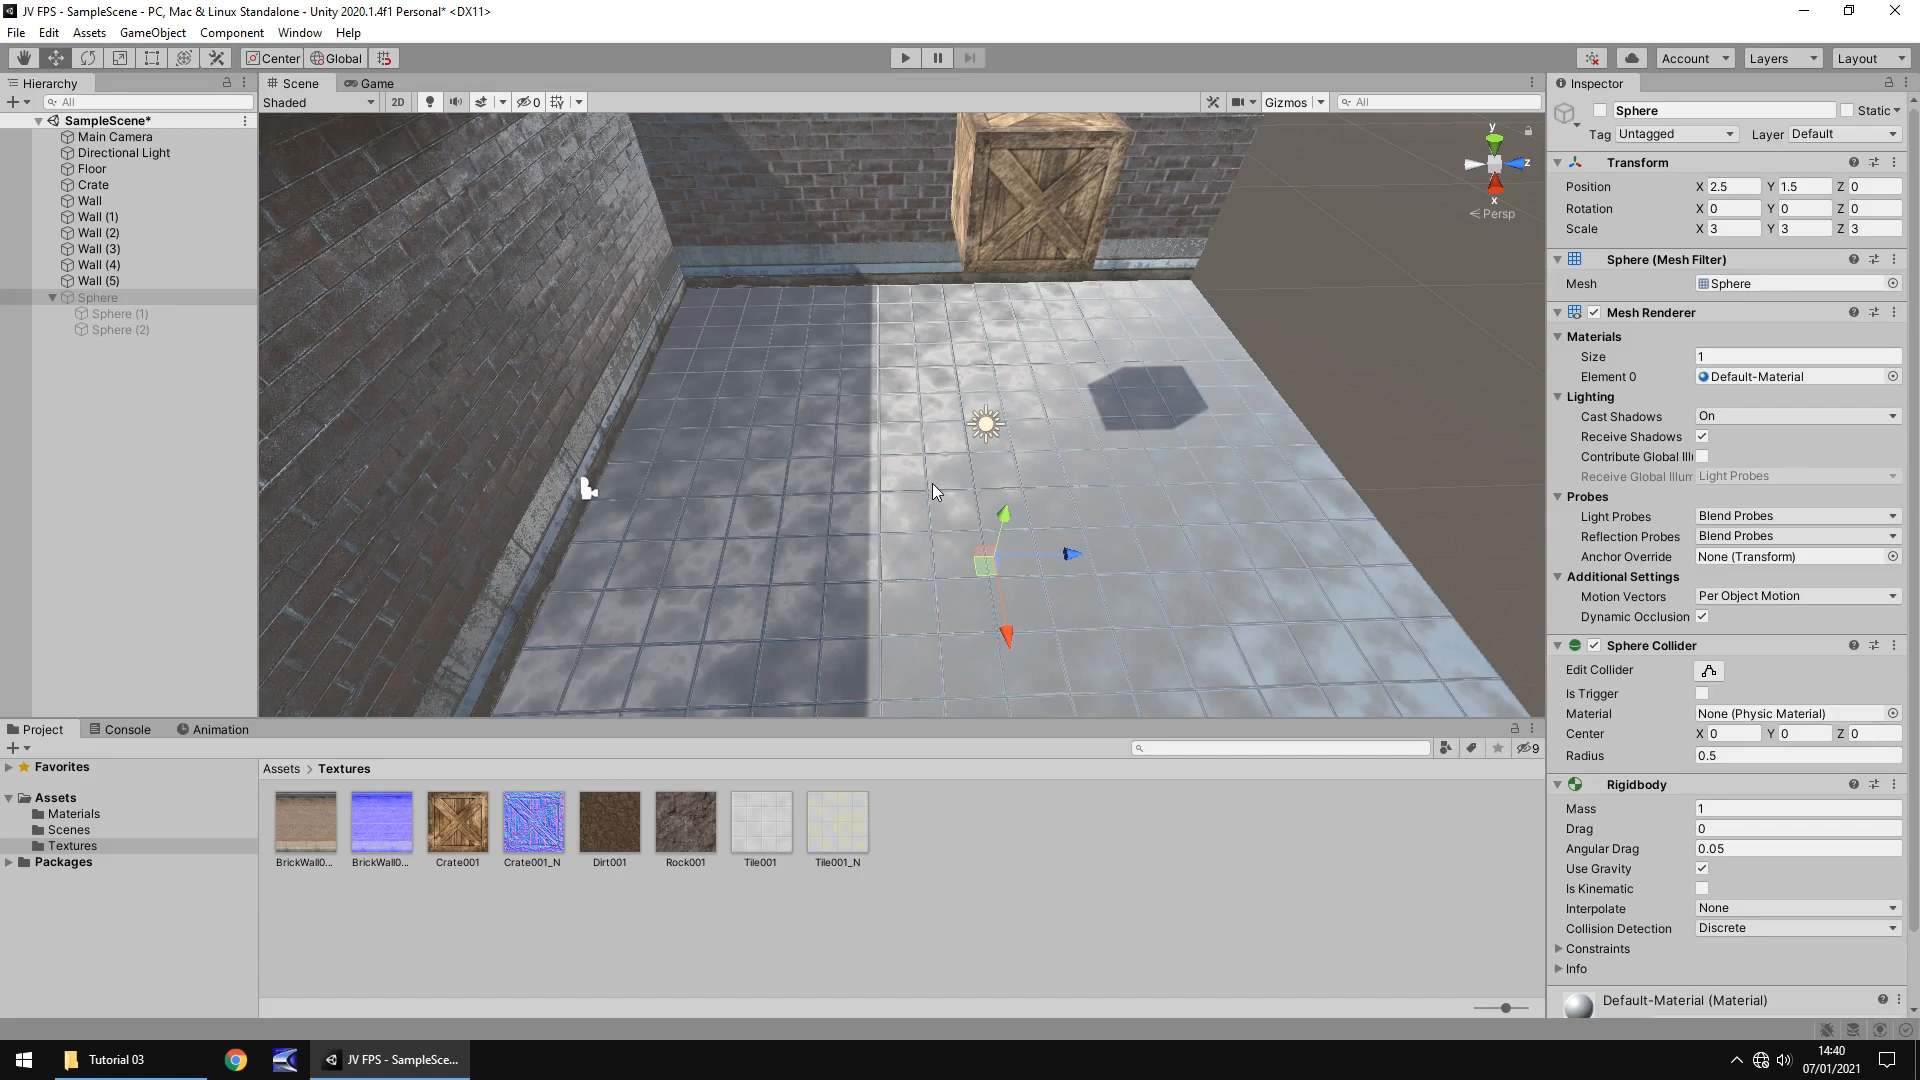 JV FPS - SampleScene - PC, Mac & Linux Standalone - Unity 2020.1.4f1 Personal* <DX11>
File Edit Assets GameObject Component Window Help
Center Global Account Layers Layout
Hierarchy
All
SampleScene*
Main Camera
Directional Light
Floor
Crate
Wall
Wall (1)
Wall (2)
Wall (3)
Wall (4)
Wall (5)
Sphere
Sphere (1)
Sphere (2)
Scene Game
Shaded 2D 0 Gizmos All
y
z
x
Persp
Inspector
Sphere Static
Tag Untagged Layer Default
Transform
Position X 2.5 Y 1.5 Z 0
Rotation X 0 Y 0 Z 0
Scale X 3 Y 3 Z 3
Sphere (Mesh Filter)
Mesh Sphere
Mesh Renderer
Materials
Size 1
Element 0 Default-Material
Lighting
Cast Shadows On
Receive Shadows
Contribute Global Illu
Receive Global Illum Light Probes
Probes
Light Probes Blend Probes
Reflection Probes Blend Probes
Anchor Override None (Transform)
Additional Settings
Motion Vectors Per Object Motion
Dynamic Occlusion
Sphere Collider
Edit Collider
Is Trigger
Material None (Physic Material)
Center X 0 Y 0 Z 0
Radius 0.5
Rigidbody
Mass 1
Drag 0
Angular Drag 0.05
Use Gravity
Is Kinematic
Interpolate None
Collision Detection Discrete
Constraints
Info
Default-Material (Material)
Project Console Animation
9
Favorites
Assets
Materials
Scenes
Textures
Packages
Assets > Textures
BrickWall0... BrickWall0... Crate001 Crate001_N Dirt001 Rock001 Tile001 Tile001_N
Tutorial 03
JV FPS - SampleSce...
14:40
07/01/2021